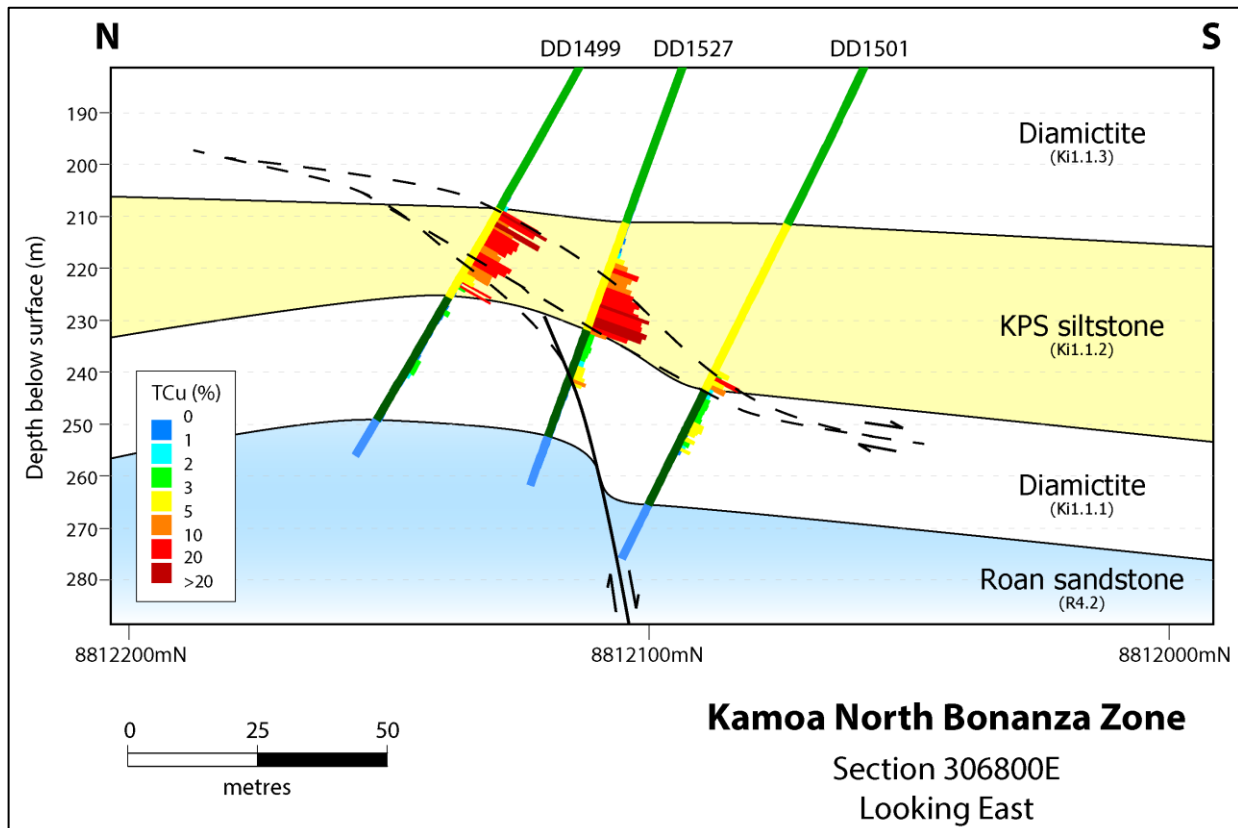 N
S
DD1499
DD1527
DD1501
190
200
210
220
230
240
250
260
270
280
Depth below surface (m)
Diamictite
(Ki1.1.3)
KPS siltstone
(Ki1.1.2)
Diamictite
(Ki1.1.1)
Roan sandstone
(R4.2)
TCu (%)
0
1
2
3
5
10
20
>20
8812200mN
8812100mN
8812000mN
0
25
50
metres
Kamoa North Bonanza Zone
Section 306800E
Looking East